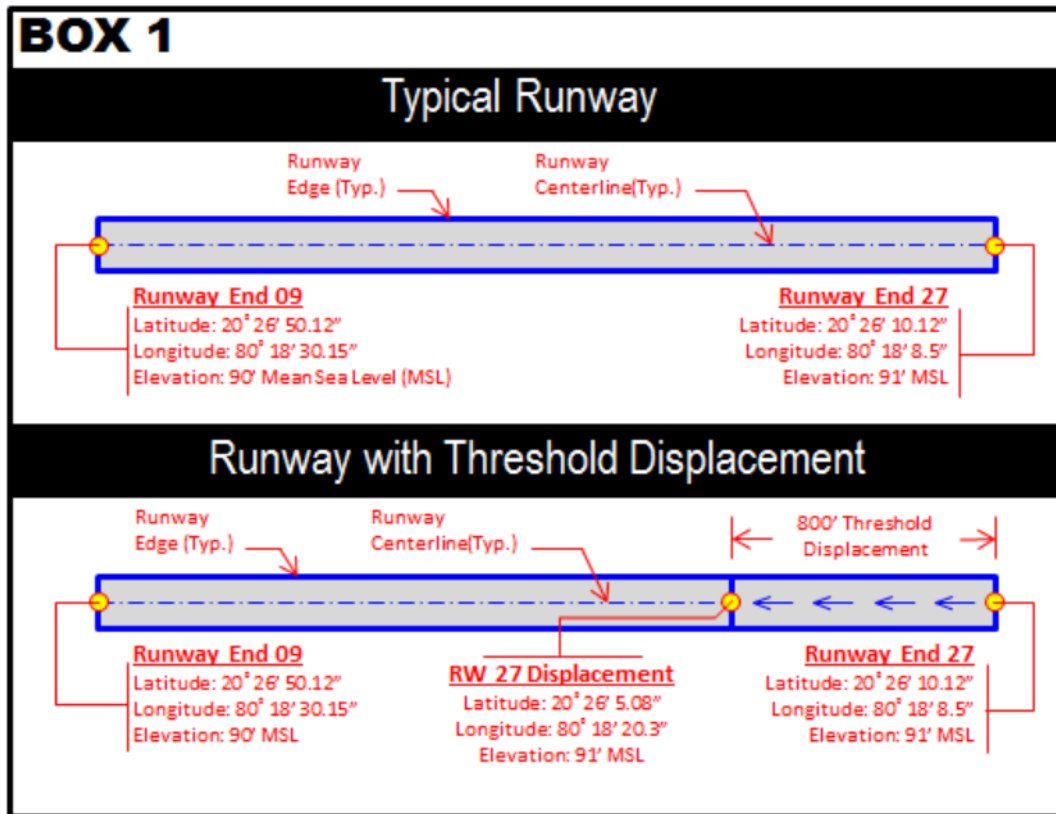 BOX 1
Typical Runway
Runway
Edge (Typ.)
Runway
Centerline(Typ.)
Runway End 09
Latitude: 20° 26’ 50.12”
Longitude: 80° 18’ 30.15”
Elevation: 90’ Mean Sea Level (MSL)
Runway End 27
Latitude: 20° 26’ 10.12”
Longitude: 80° 18’ 8.5”
Elevation: 91’ MSL
Runway with Threshold Displacement
Runway
Edge (Typ.)
Runway
Centerline(Typ.)
800’ Threshold
Displacement
Runway End 09
Latitude: 20° 26’ 50.12”
Longitude: 80° 18’ 30.15”
Elevation: 90’ MSL
RW 27 Displacement
Latitude: 20° 26’ 5.08”
Longitude: 80° 18’ 20.3”
Elevation: 91’ MSL
Runway End 27
Latitude: 20° 26’ 10.12”
Longitude: 80° 18’ 8.5”
Elevation: 91’ MSL